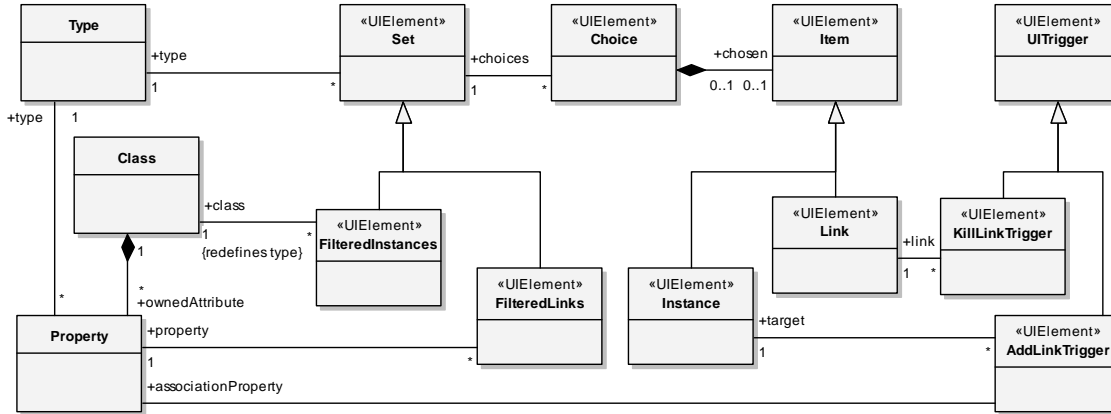 «UIElement»
«UIElement»
«UIElement»
«UIElement»
Type
Set
Choice
Item
UITrigger
+type
+choices
+chosen
1
*
1
*
0..1
0..1
+type
1
Class
+class
«UIElement»
«UIElement»
«UIElement»
FilteredInstances
Link
KillLinkTrigger
1
*
{redefines type}
+link
1
*
1
«UIElement»
«UIElement»
FilteredLinks
Instance
*
*
+ownedAttribute
Property
+property
+target
«UIElement»
AddLinkTrigger
1
*
1
*
+associationProperty